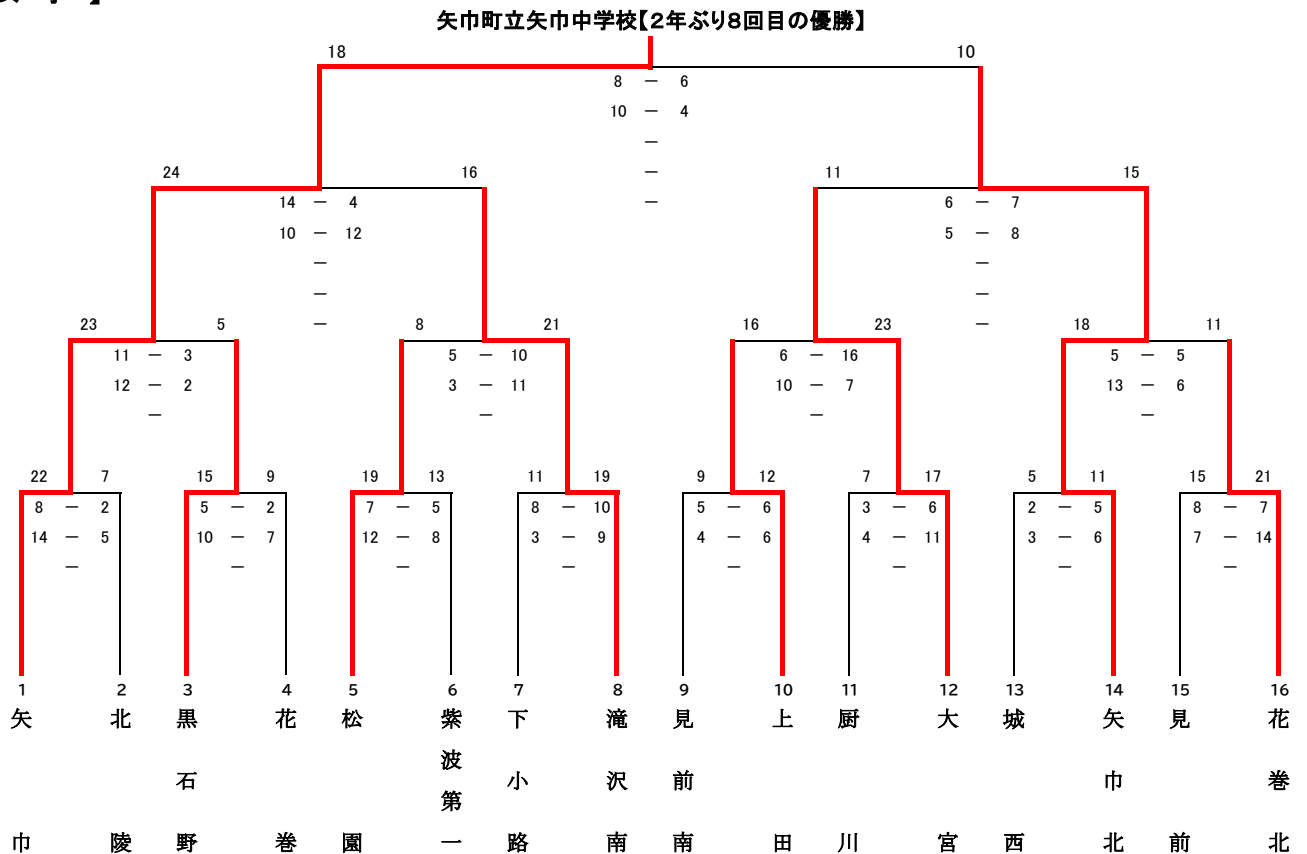 矢巾町立矢巾中学校【2年ぶり8回目の優勝】
18 10
8 － 6
10 － 4
－
－
－
24 16 11 15
14 － 4 6 － 7
10 － 12 5 － 8
－ －
－ －
－ －
23 5 8 21 16 23 18 11
11 － 3 5 － 10 6 － 16 5 － 5
12 － 2 3 － 11 10 － 7 13 － 6
－ － － －
22 7 15 9 19 13 11 19 9 12 7 17 5 11 15 21
8 － 2 5 － 2 7 － 5 8 － 10 5 － 6 3 － 6 2 － 5 8 － 7
14 － 5 10 － 7 12 － 8 3 － 9 4 － 6 4 － 11 3 － 6 7 － 14
－ － － － － － － －
1 2 3 4 5 6 7 8 9 10 11 12 13 14 15 16
矢巾
北陵
黒石野
花巻
松園
紫波第一
下小路
滝沢南
見前南
上田
厨川
大宮
城西
矢巾北
見前
花巻北